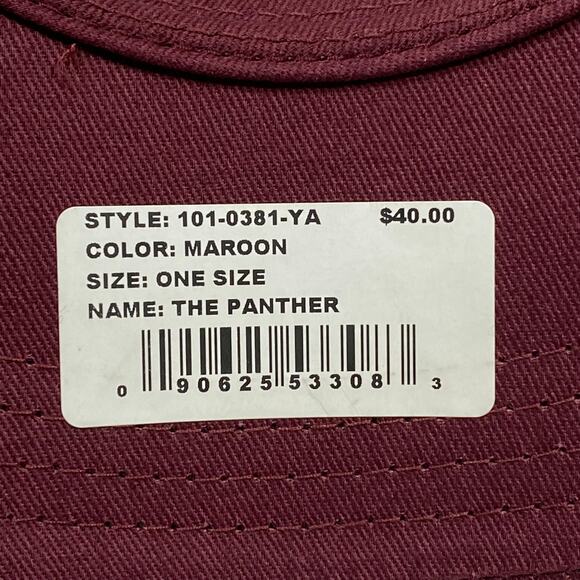 STYLE: 101-0381-YA $40.00
COLOR: MAROON
SIZE: ONE SIZE
NAME: THE PANTHER
0 90625 53308 3